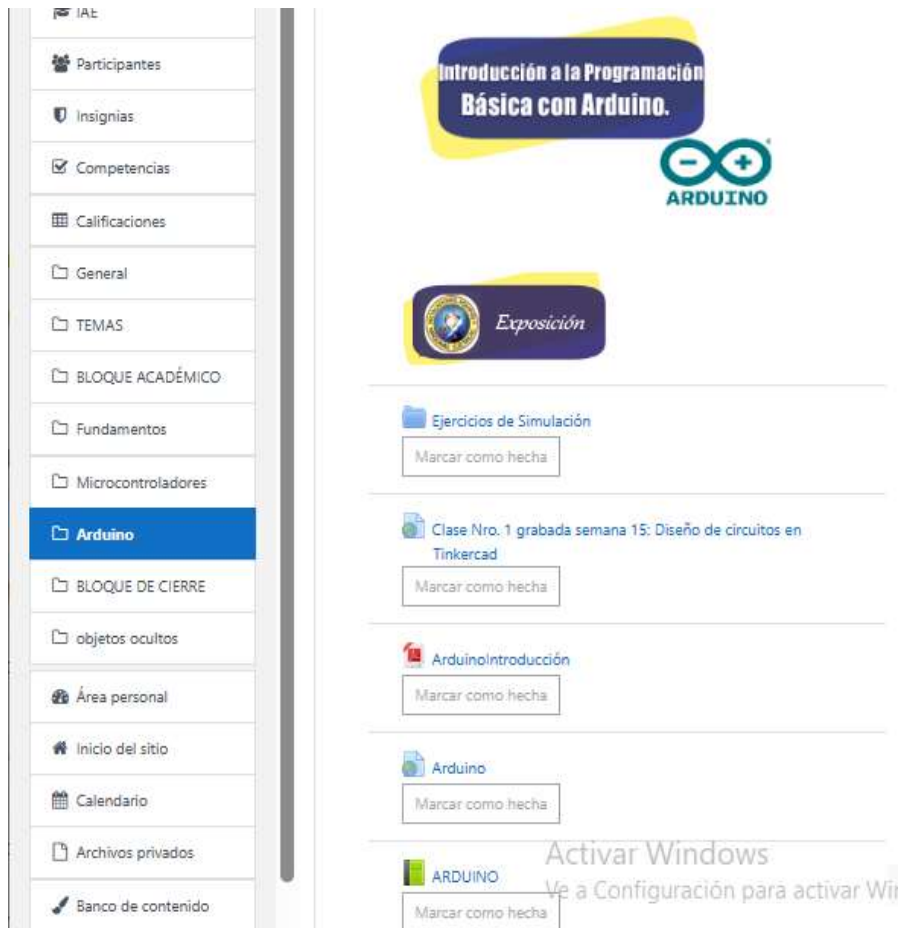 IAE
Participantes
Insignias
Competencias
Calificaciones
General
TEMAS
BLOQUE ACADÉMICO
Fundamentos
Microcontroladores
Arduino
BLOQUE DE CIERRE
objetos ocultos
Área personal
Inicio del sitio
Calendario
Archivos privados
Banco de contenido
Introducción a la Programación
Básica con Arduino.
ARDUINO
Exposición
Ejercicios de Simulación
Marcar como hecha
Clase Nro. 1 grabada semana 15: Diseño de circuitos en
Tinkercad
Marcar como hecha
ArduinoIntroducción
Marcar como hecha
Arduino
Marcar como hecha
ARDUINO
Marcar como hecha
Activar Windows
Ve a Configuración para activar Wi